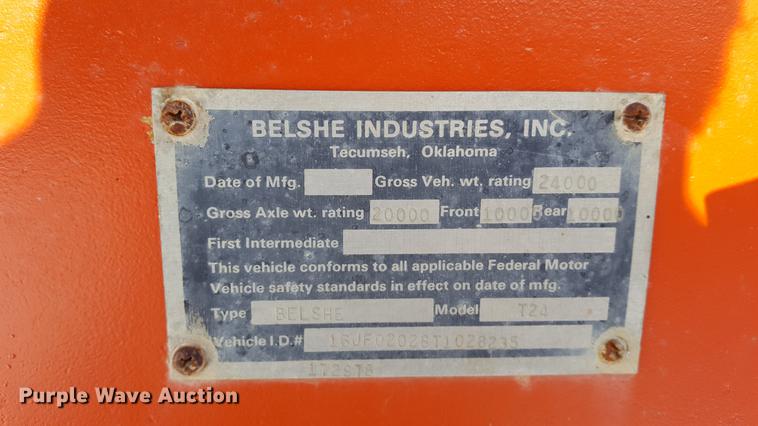 BELSHE INDUSTRIES, INC.
Tecumseh, Oklahoma
Date of Mfg. Gross Veh. wt. rating 24000
Gross Axle wt. rating 20000 Front 10000 Rear 10000
First Intermediate
This vehicle conforms to all applicable Federal Motor
Vehicle safety standards in effect on date of mfg.
Type BELSHE Model T24
Vehicle I.D.# 16JF02028T1028235
Purple Wave Auction